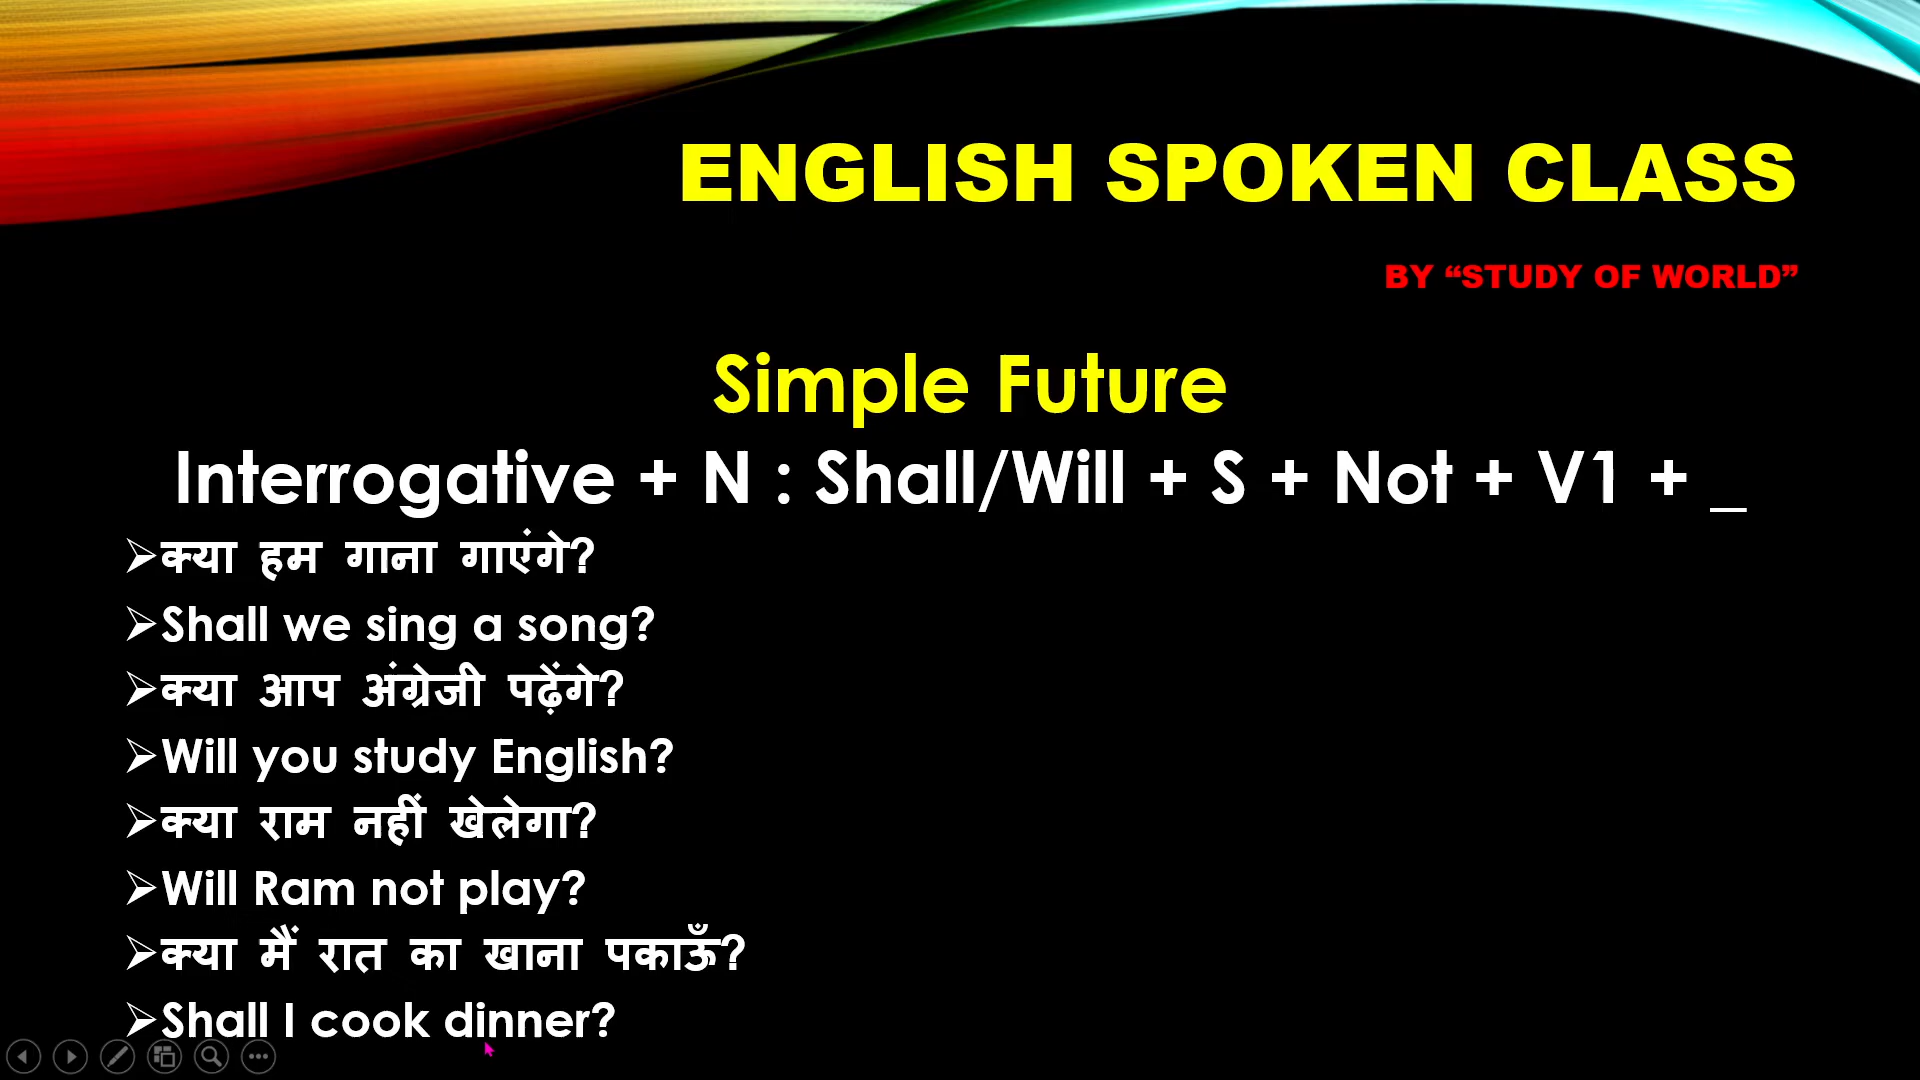 ENGLISH SPOKEN CLASS
BY “STUDY OF WORLD”
Simple Future
Interrogative + N : Shall/Will + S + Not + V1 + _
➢क्या हम गाना गाएंगे?
➢Shall we sing a song?
➢क्या आप अंग्रेजी पढ़ेंगे?
➢Will you study English?
➢क्या राम नहीं खेलेगा?
➢Will Ram not play?
➢क्या मैं रात का खाना पकाऊँ?
➢Shall I cook dinner?